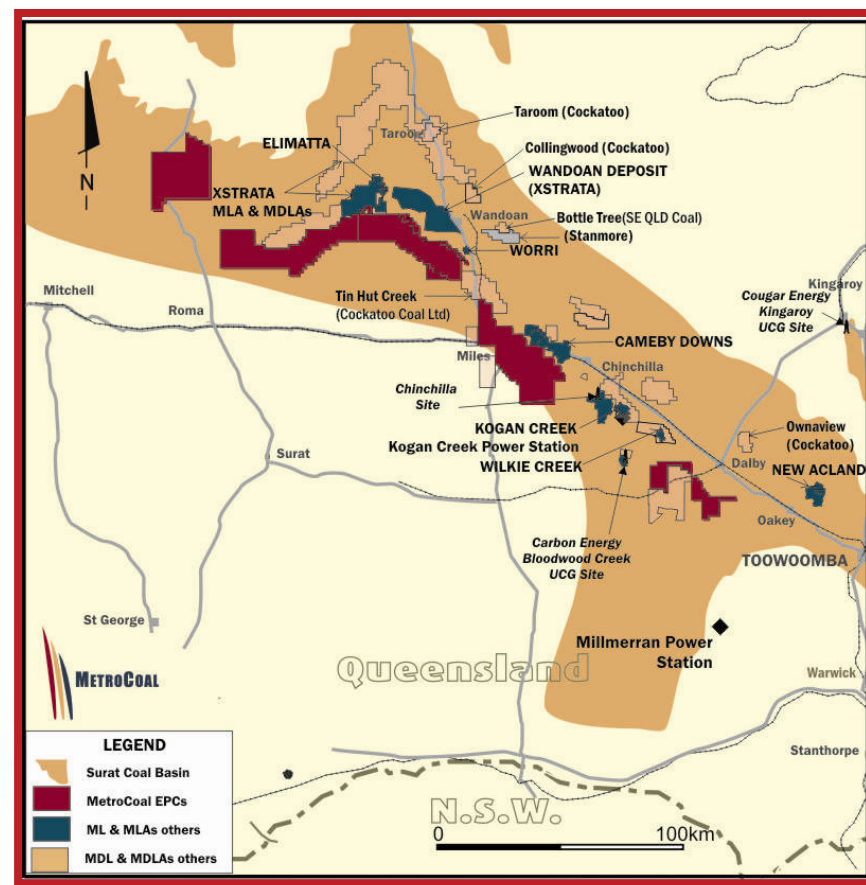 Taroom (Cockatoo)
Taroom
ELIMATTA
Collingwood (Cockatoo)
WANDOAN DEPOSIT
(XSTRATA)
N
XSTRATA
MLA & MDLAs
Wandoan
Bottle Tree(SE QLD Coal)
(Stanmore)
WORRI
Kingaroy
Mitchell
Tin Hut Creek
(Cockatoo Coal Ltd)
Cougar Energy
Kingaroy
UCG Site
Roma
CAMEBY DOWNS
Miles
Chinchilla
Chinchilla
Site
KOGAN CREEK
Kogan Creek Power Station
WILKIE CREEK
Ownaview
(Cockatoo)
Surat
Dalby
NEW ACLAND
Oakey
Carbon Energy
Bloodwood Creek
UCG Site
TOOWOOMBA
St George
Millmerran Power
Station
Queensland
METROCOAL
Warwick
Stanthorpe
LEGEND
Surat Coal Basin
MetroCoal EPCs
ML & MLAs others
MDL & MDLAs others
N.S.W.
0 100km